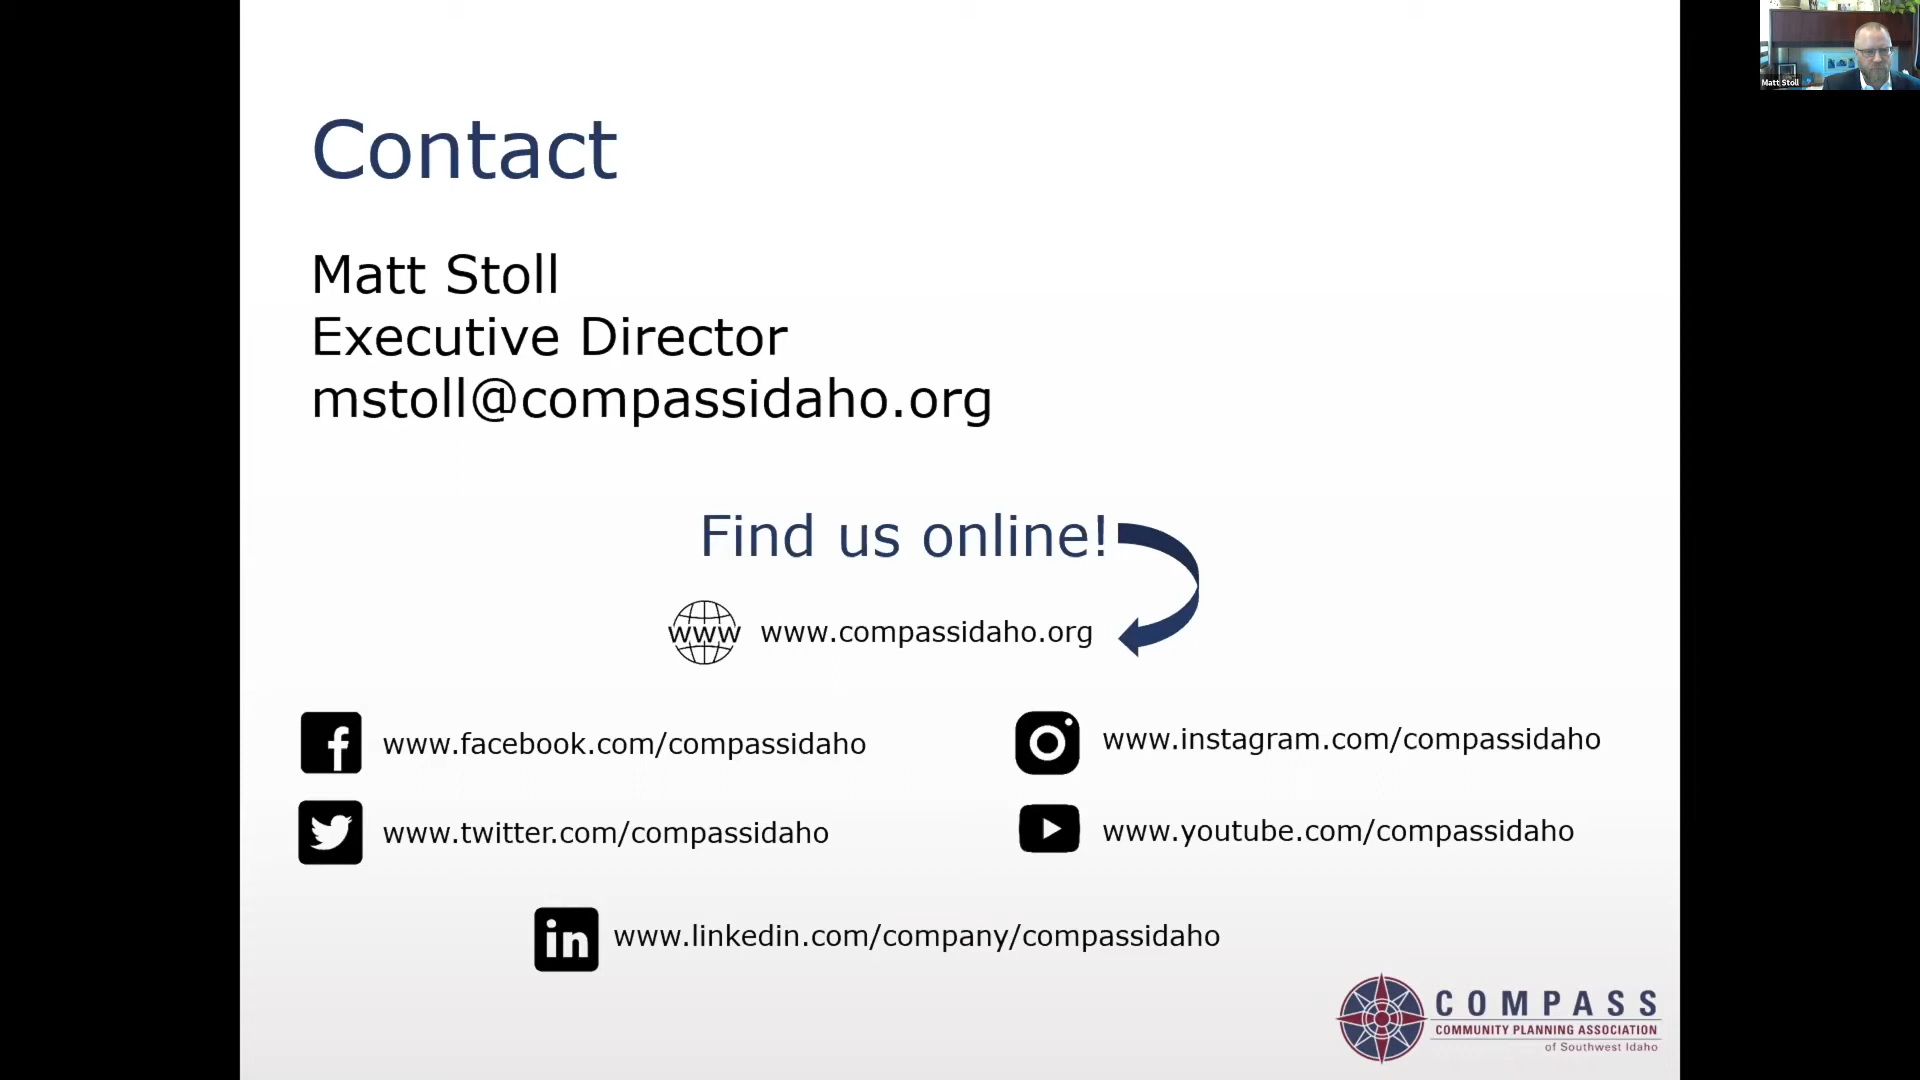 Matt Stoll
Contact
Matt Stoll
Executive Director
mstoll@compassidaho.org
Find us online!
www www.compassidaho.org
f www.facebook.com/compassidaho
www.instagram.com/compassidaho
www.twitter.com/compassidaho
www.youtube.com/compassidaho
in www.linkedin.com/company/compassidaho
COMPASS
COMMUNITY PLANNING ASSOCIATION
of Southwest Idaho